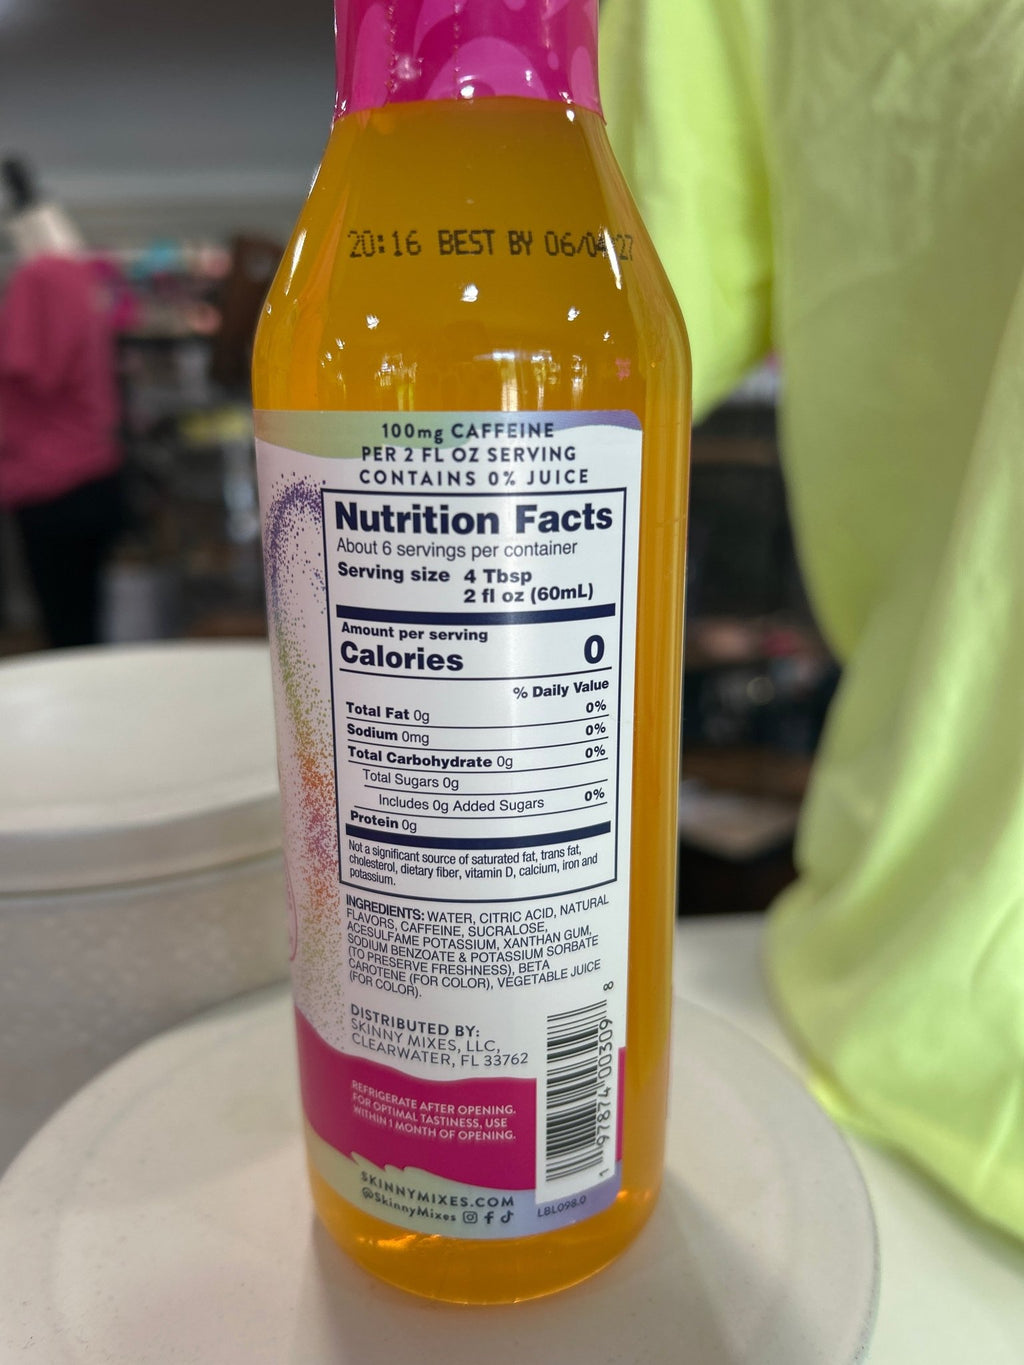 20:16 BEST BY 06/04 27
100mg CAFFEINE
PER 2 FL OZ SERVING
CONTAINS 0% JUICE
Nutrition Facts
About 6 servings per container
Serving size 4 Tbsp
2 fl oz (60mL)
Amount per serving
Calories 0
% Daily Value
Total Fat 0g 0%
Sodium 0mg 0%
Total Carbohydrate 0g 0%
Total Sugars 0g
Includes 0g Added Sugars 0%
Protein 0g
Not a significant source of saturated fat, trans fat,
cholesterol, dietary fiber, vitamin D, calcium, iron and
potassium.
INGREDIENTS: WATER, CITRIC ACID, NATURAL
FLAVORS, CAFFEINE, SUCRALOSE,
ACESULFAME POTASSIUM, XANTHAN GUM,
SODIUM BENZOATE & POTASSIUM SORBATE
(TO PRESERVE FRESHNESS), BETA
CAROTENE (FOR COLOR), VEGETABLE JUICE
(FOR COLOR).
DISTRIBUTED BY:
SKINNY MIXES, LLC,
CLEARWATER, FL 33762
REFRIGERATE AFTER OPENING.
FOR OPTIMAL TASTINESS, USE
WITHIN 1 MONTH OF OPENING.
SKINNYMIXES.COM
@SkinnyMixes
1 97874 00309 8
LBL098.0